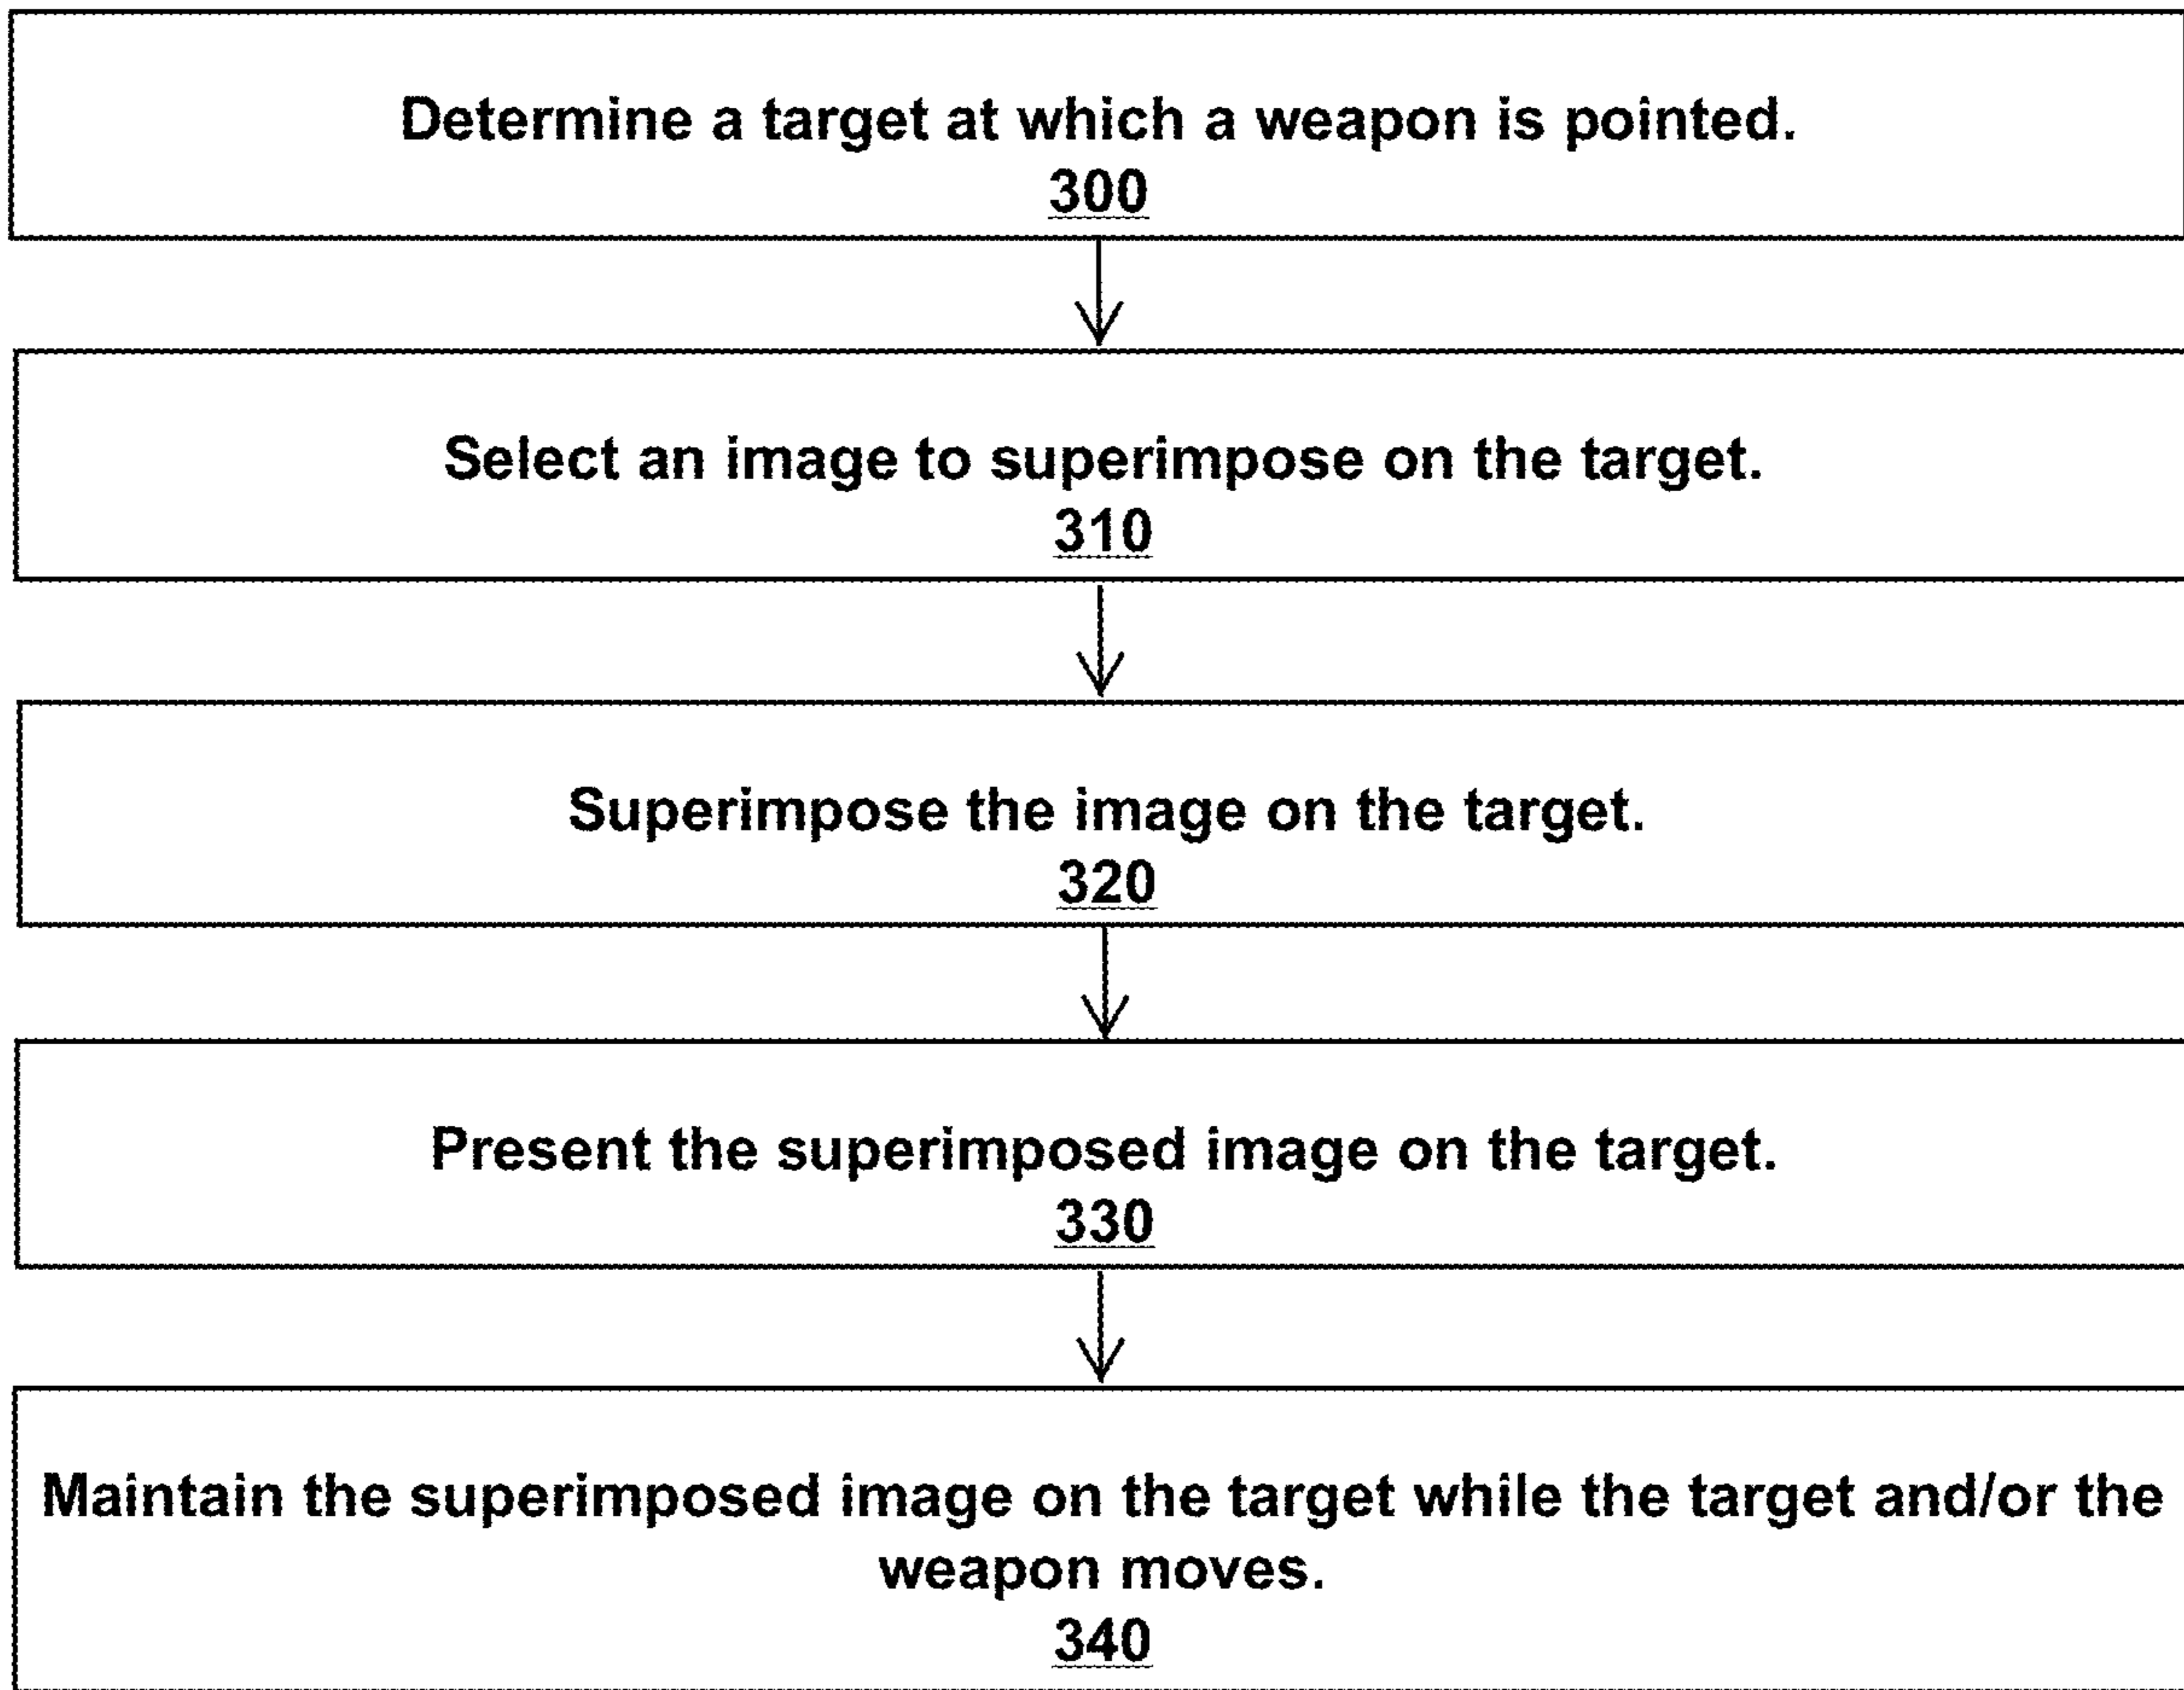 Determine a target at which a weapon is pointed.
300
Select an image to superimpose on the target.
310
Superimpose the image on the target.
320
Present the superimposed image on the target.
330
Maintain the superimposed image on the target while the target and/or the
weapon moves.
340